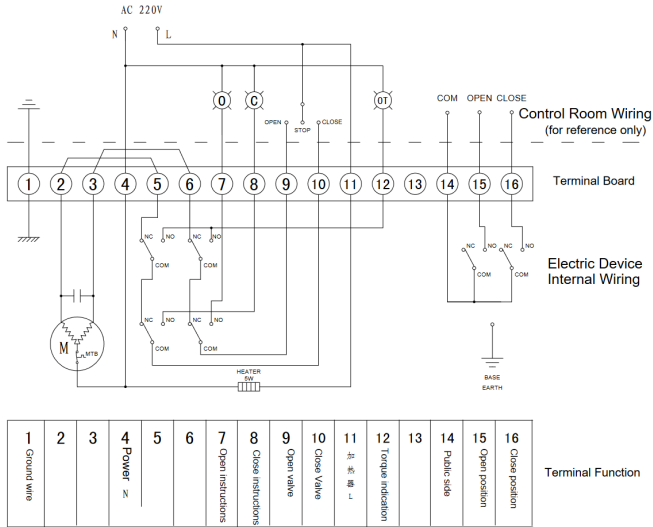 AC 220V
N L
O C OT
OPEN STOP CLOSE
COM OPEN CLOSE
Control Room Wiring
(for reference only)
1 2 3 4 5 6 7 8 9 10 11 12 13 14 15 16
Terminal Board
NC NO NC NO
COM COM
NC NO NC NO
COM COM
Electric Device
Internal Wiring
NC NO NC NO
COM COM
M MTB
HEATER
5W
BASE
EARTH
1 2 3 4 5 6 7 8 9 10 11 12 13 14 15 16
Ground wire
Power N
Open instructions
Close instructions
Open valve
Close Valve
加热器 L
Torque indication
Public side
Open position
Close position
Terminal Function